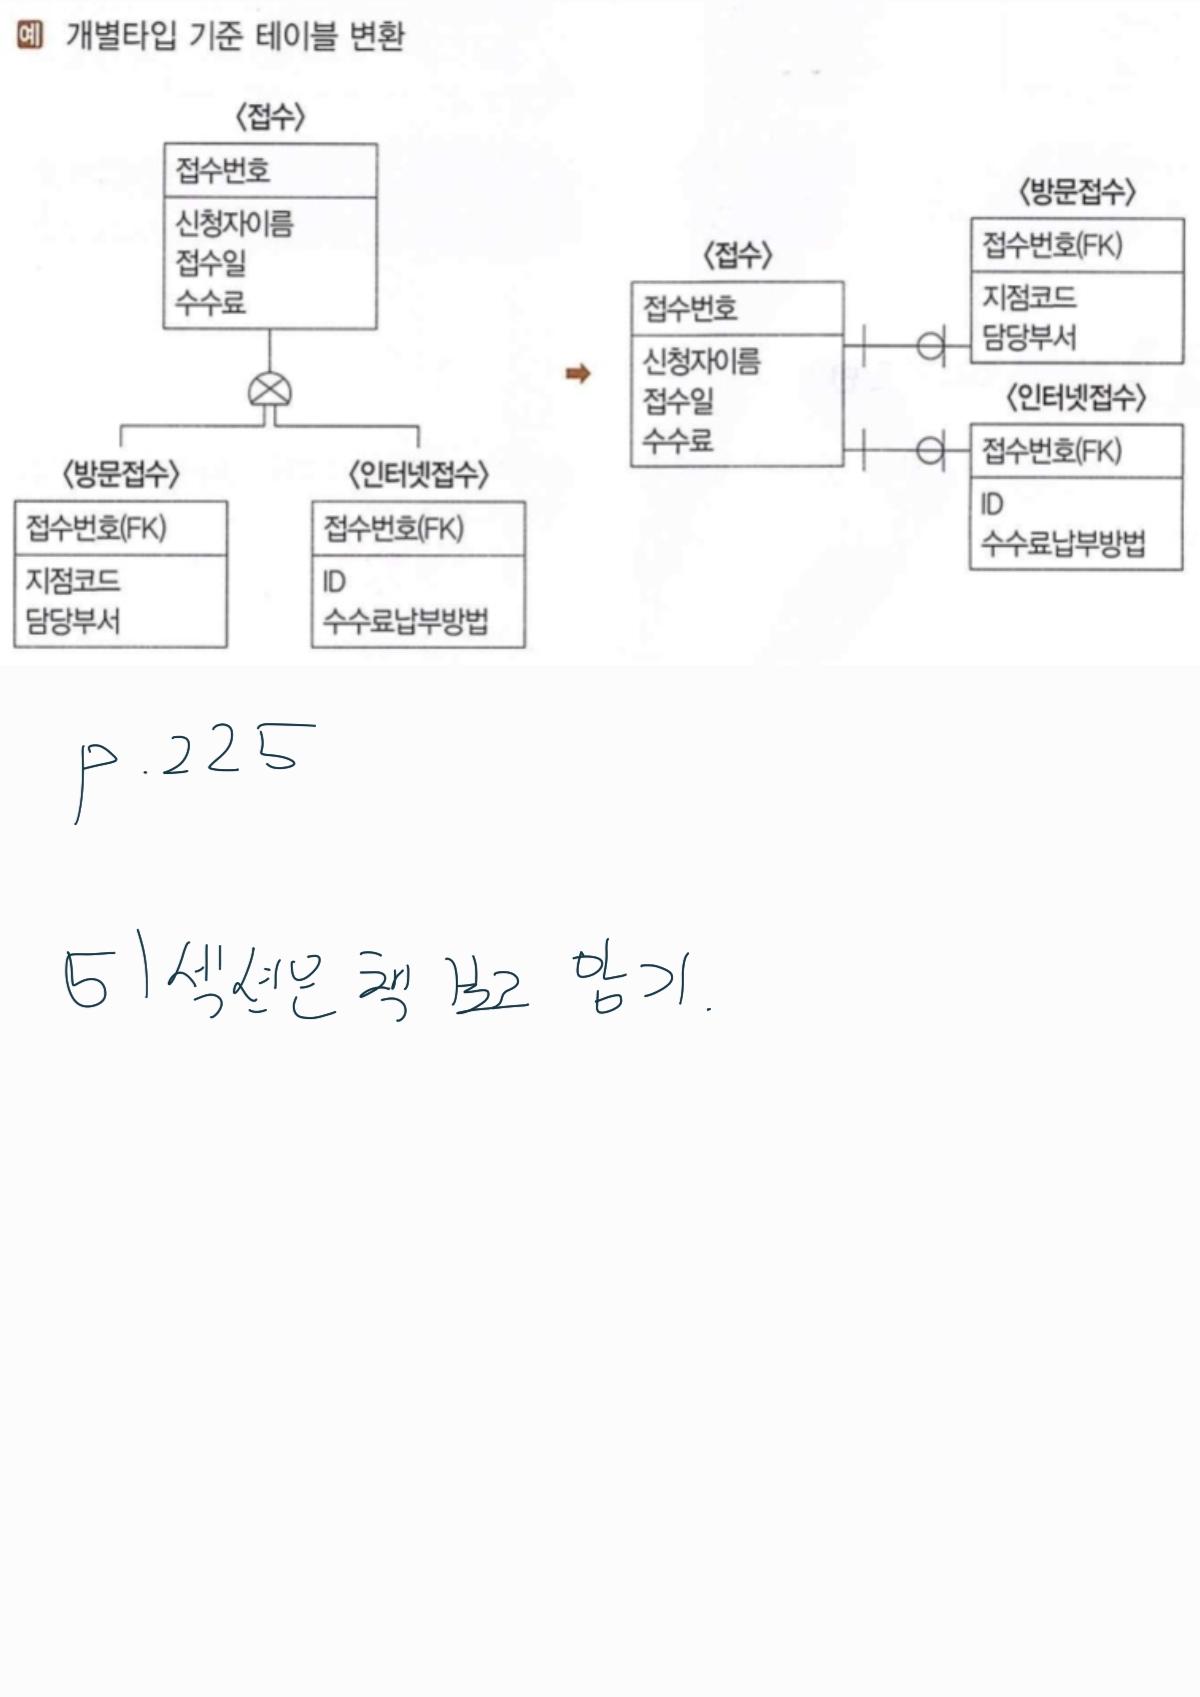 예 개별타입 기준 테이블 변환
〈접수〉
접수번호
신청자이름
접수일
수수료
〈방문접수〉
접수번호(FK)
지점코드
담당부서
〈인터넷접수〉
접수번호(FK)
ID
수수료납부방법
〈접수〉
접수번호
신청자이름
접수일
수수료
〈방문접수〉
접수번호(FK)
지점코드
담당부서
〈인터넷접수〉
접수번호(FK)
ID
수수료납부방법
p.225
51섹션은 책 보고 암기.